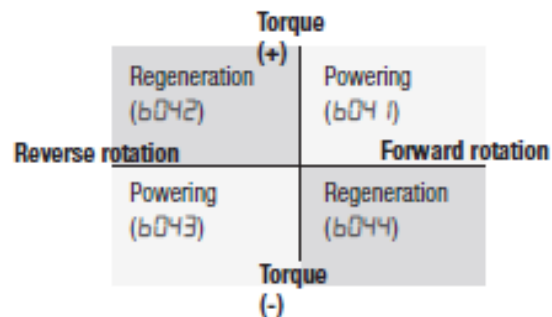 Torque
(+)
Regeneration
(b042)
Powering
(b041)
Reverse rotation
Forward rotation
Powering
(b043)
Regeneration
(b044)
Torque
(-)